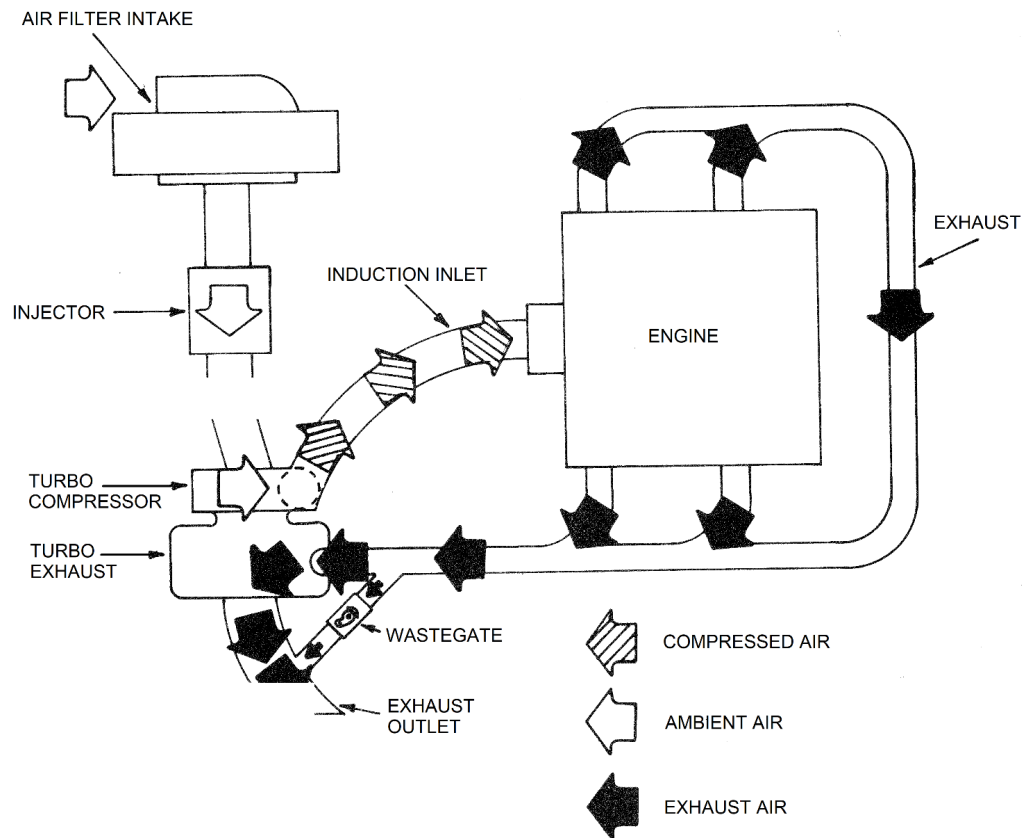 AIR FILTER INTAKE
INJECTOR
INDUCTION INLET
ENGINE
EXHAUST
TURBO
COMPRESSOR
TURBO
EXHAUST
WASTEGATE
EXHAUST
OUTLET
COMPRESSED AIR
AMBIENT AIR
EXHAUST AIR